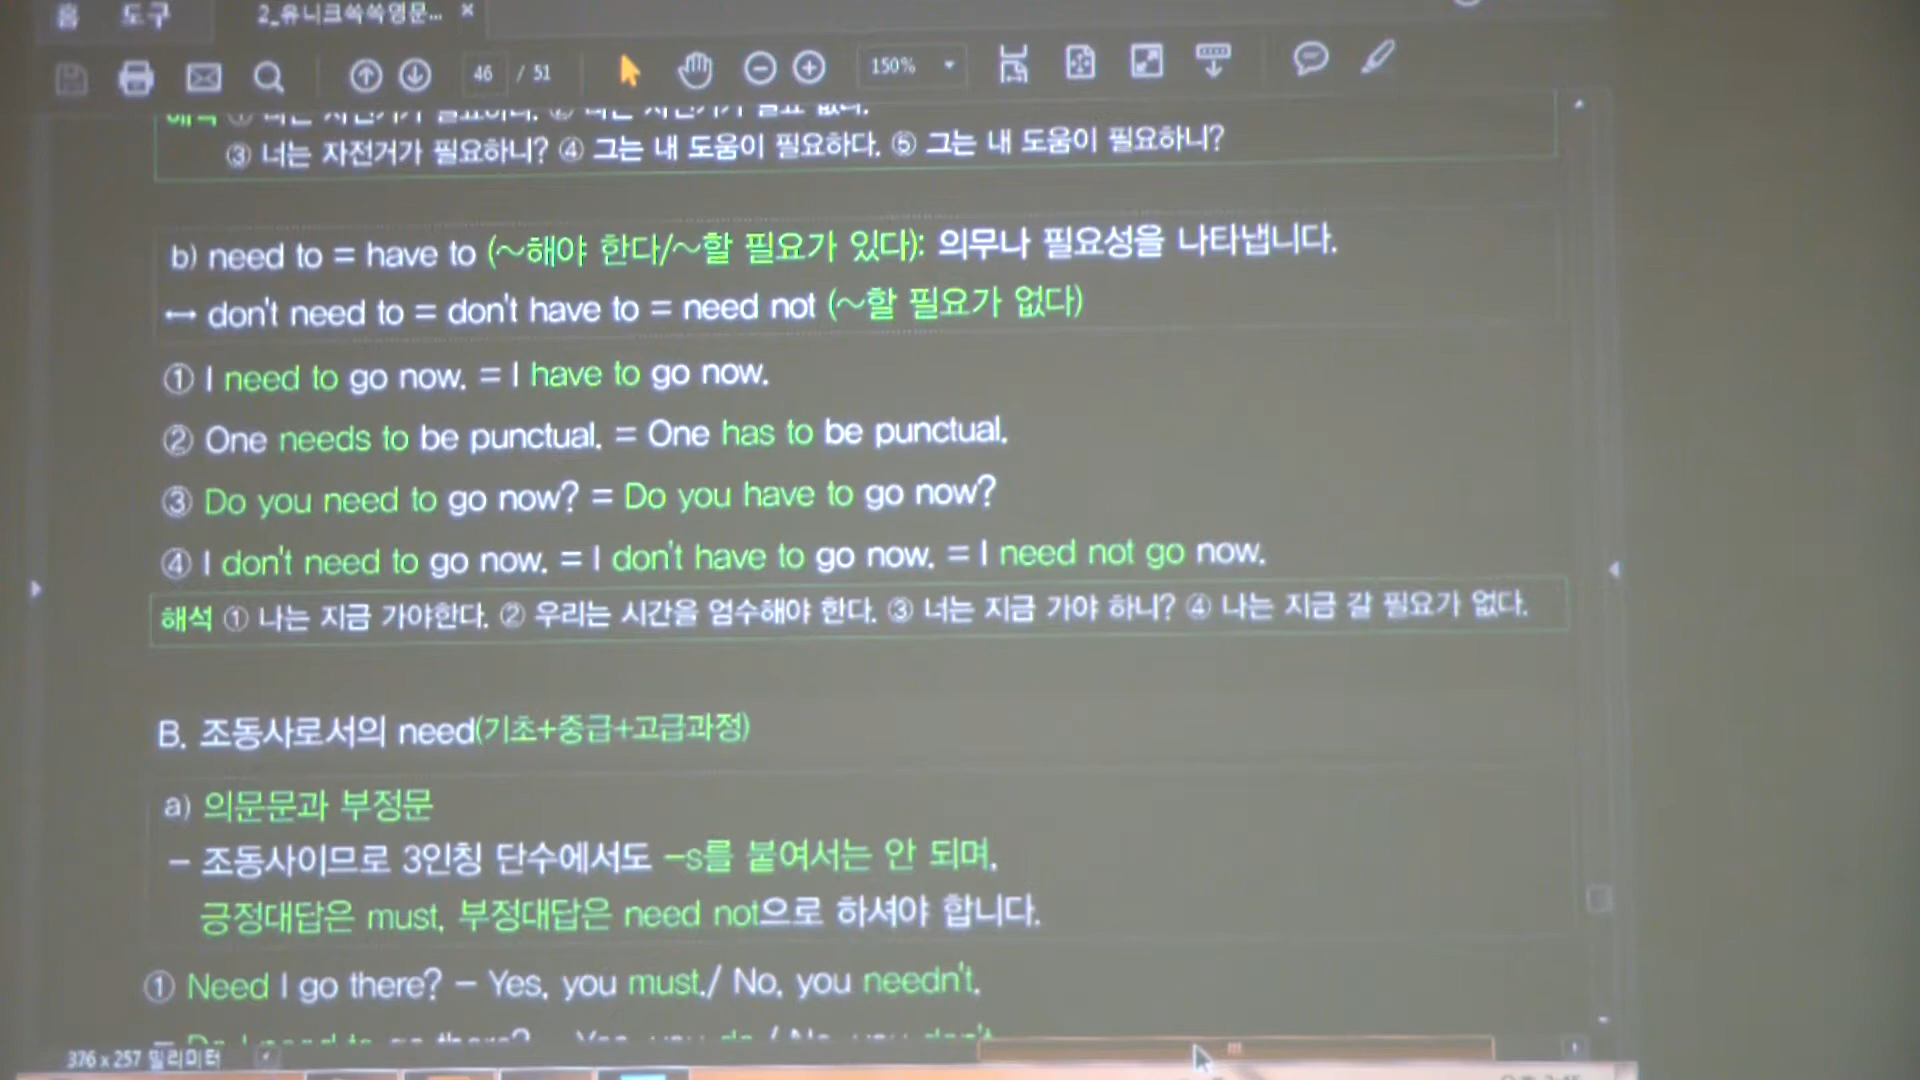 홈 도구 2_유니크쏙쏙영문... ×
46 / 51 150%
③ 너는 자전거가 필요하니? ④ 그는 내 도움이 필요하다. ⑤ 그는 내 도움이 필요하니?
b) need to = have to (~해야 한다/~할 필요가 있다): 의무나 필요성을 나타냅니다.
↔ don't need to = don't have to = need not (~할 필요가 없다)
① I need to go now. = I have to go now.
② One needs to be punctual. = One has to be punctual.
③ Do you need to go now? = Do you have to go now?
④ I don't need to go now. = I don't have to go now. = I need not go now.
해석 ① 나는 지금 가야한다. ② 우리는 시간을 엄수해야 한다. ③ 너는 지금 가야 하니? ④ 나는 지금 갈 필요가 없다.
B. 조동사로서의 need(기초+중급+고급과정)
a) 의문문과 부정문
- 조동사이므로 3인칭 단수에서도 -s를 붙여서는 안 되며,
긍정대답은 must, 부정대답은 need not으로 하셔야 합니다.
① Need I go there? - Yes, you must./ No, you needn't.
376 x 257 밀리미터